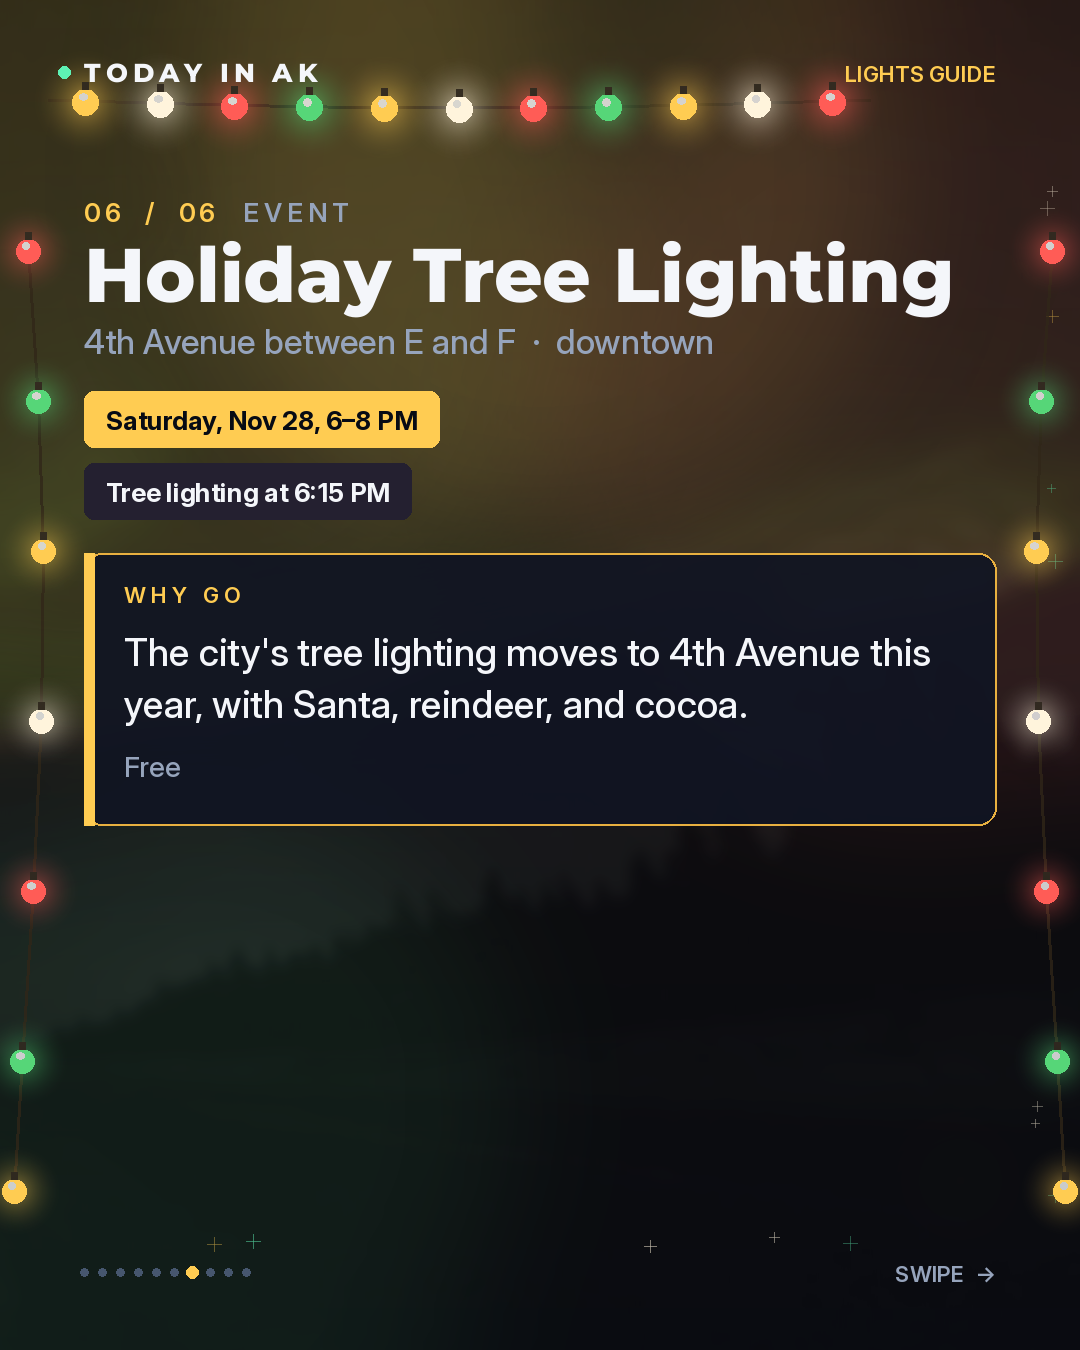 TODAY IN AK
LIGHTS GUIDE
06 / 06 EVENT
Holiday Tree Lighting
4th Avenue between E and F · downtown
Saturday, Nov 28, 6–8 PM
Tree lighting at 6:15 PM
WHY GO
The city's tree lighting moves to 4th Avenue this
year, with Santa, reindeer, and cocoa.
Free
SWIPE →